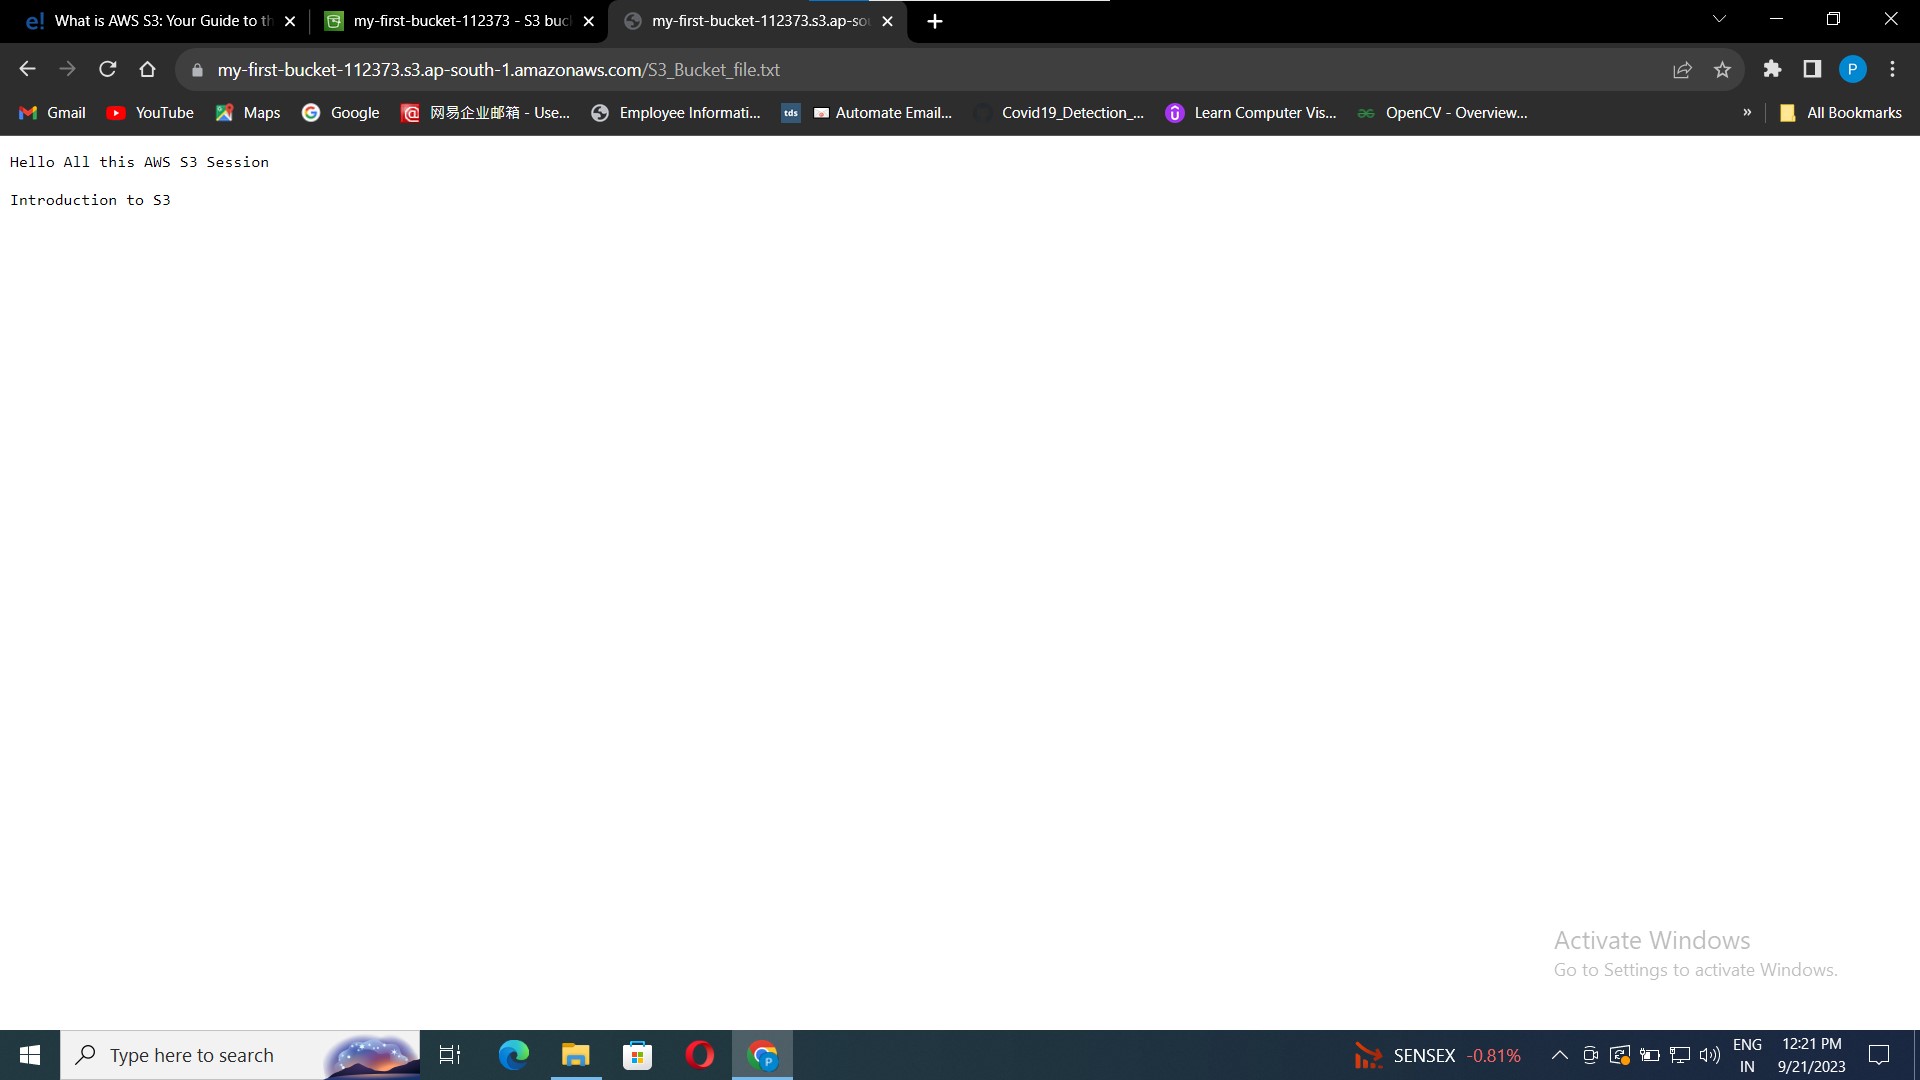 What is AWS S3: Your Guide to th
my-first-bucket-112373 - S3 buc
my-first-bucket-112373.s3.ap-so
my-first-bucket-112373.s3.ap-south-1.amazonaws.com/S3_Bucket_file.txt
P
Gmail
YouTube
Maps
Google
网易企业邮箱 - Use...
Employee Informati...
tds
Automate Email...
Covid19_Detection_...
Learn Computer Vis...
OpenCV - Overview...
»
All Bookmarks
Hello All this AWS S3 Session
Introduction to S3
Activate Windows
Go to Settings to activate Windows.
Type here to search
SENSEX -0.81%
ENG
IN
12:21 PM
9/21/2023